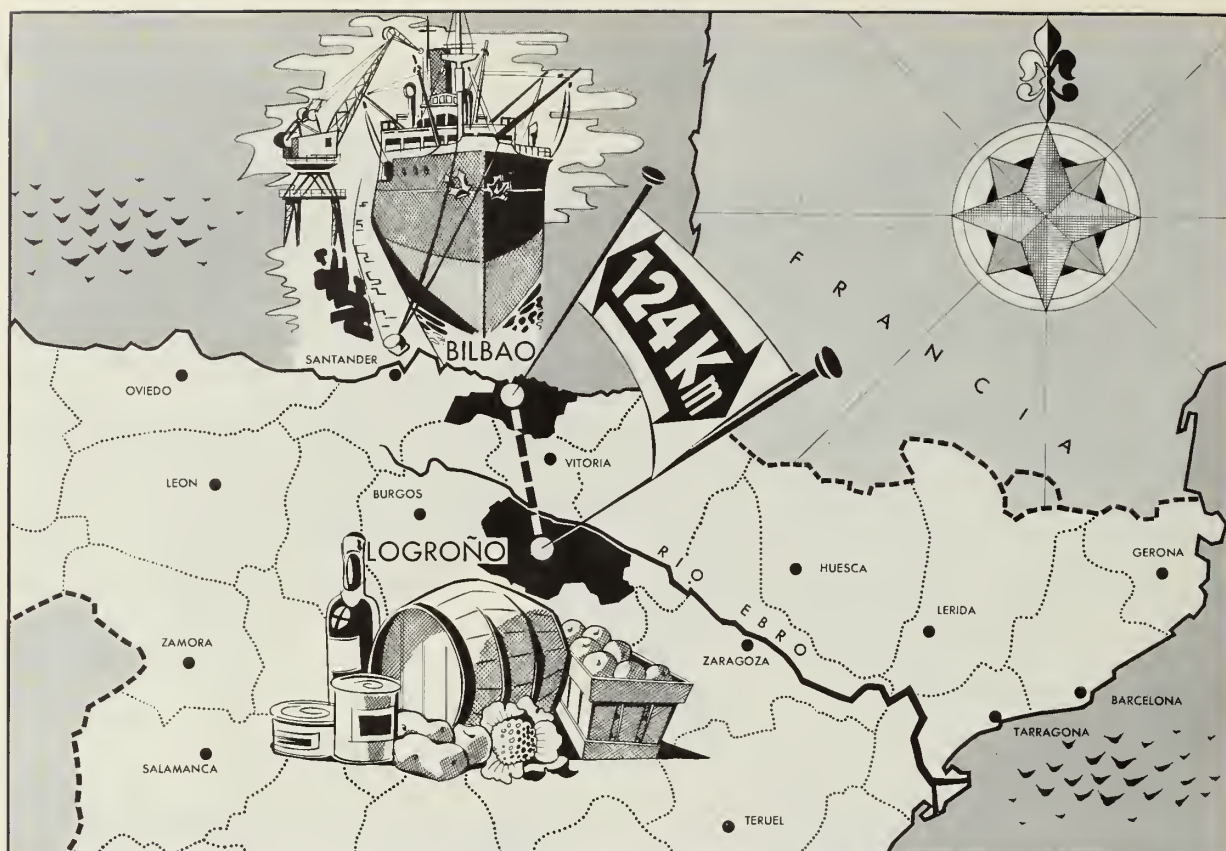 124 Km
FRANCIA
SANTANDER
BILBAO
OVIEDO
VITORIA
LEON
BURGOS
LOGROÑO
RIO EBRO
HUESCA
GERONA
LERIDA
ZAMORA
ZARAGOZA
BARCELONA
TARRAGONA
SALAMANCA
TERUEL